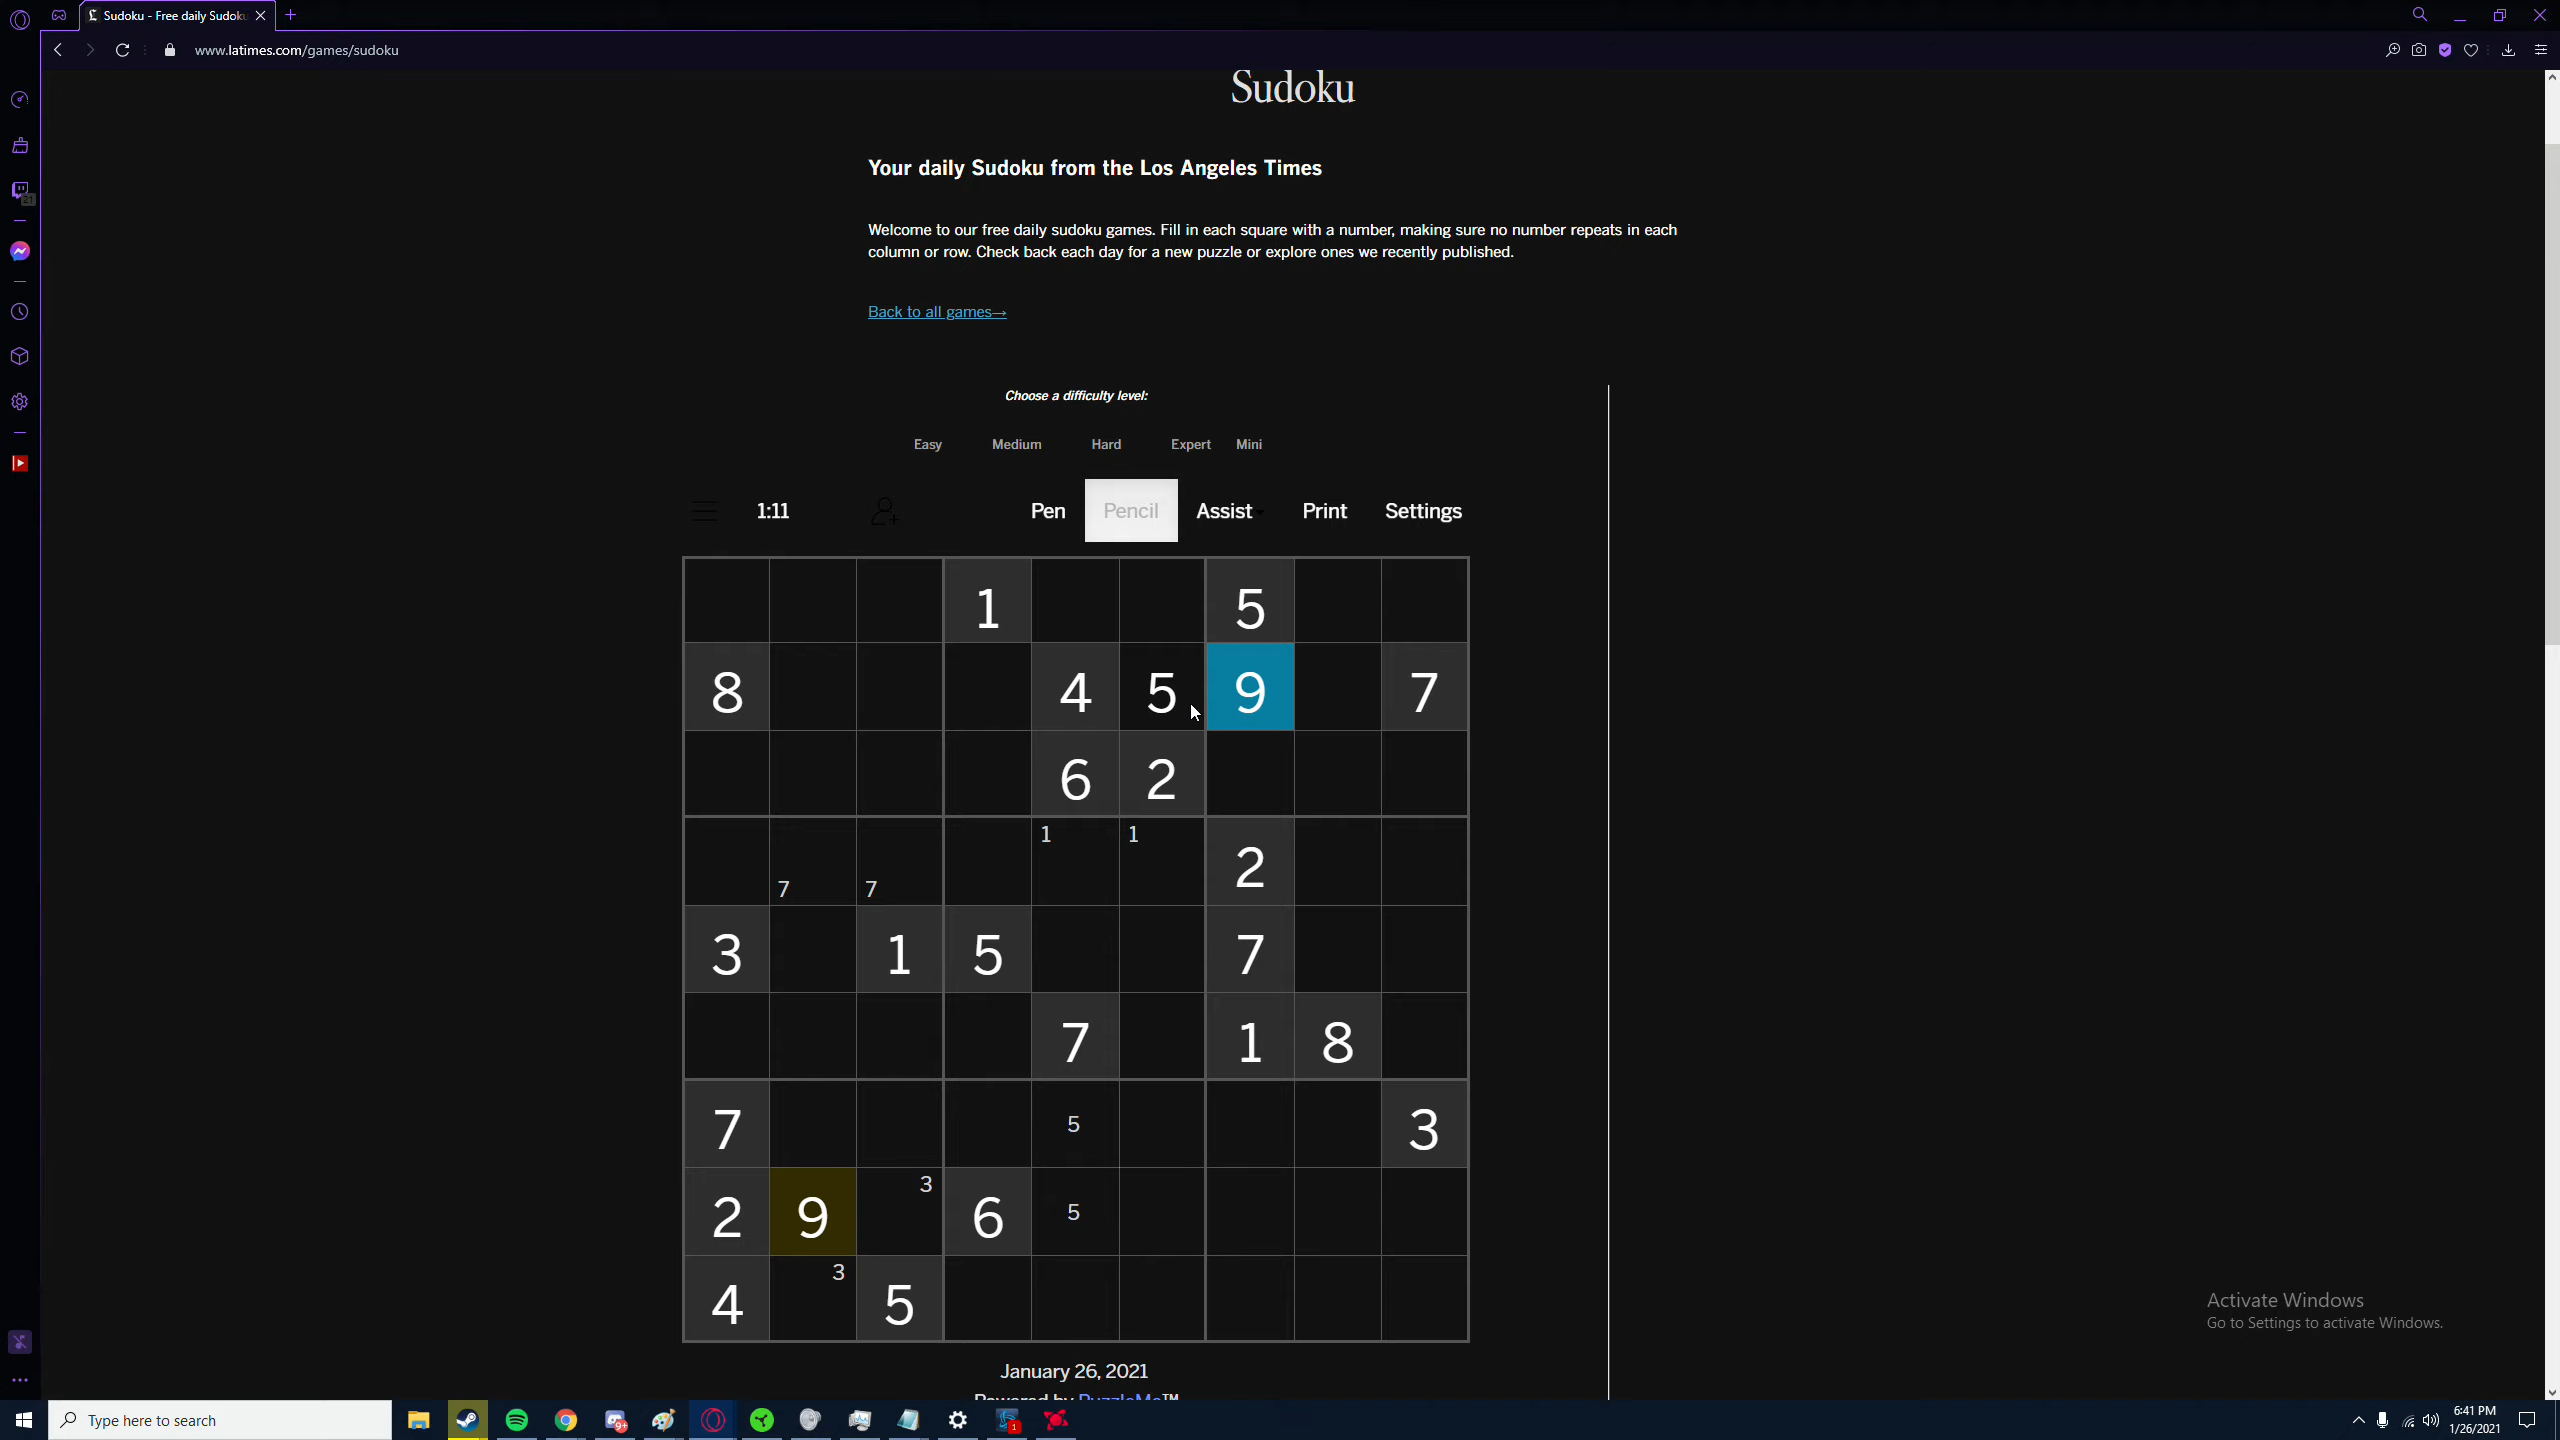 Sudoku - Free daily Sudoku
www.latimes.com/games/sudoku
21
Sudoku
Your daily Sudoku from the Los Angeles Times
Welcome to our free daily sudoku games. Fill in each square with a number, making sure no number repeats in each
column or row. Check back each day for a new puzzle or explore ones we recently published.
Back to all games→
Choose a difficulty level:
Easy Medium Hard Expert Mini
1:11 Pen Pencil Assist Print Settings
1 5
8 4 5 9 7
6 2
7 7 1 1 2
3 1 5 7
7 1 8
7 5 3
2 9 3 6 5
4 3 5
January 26, 2021
Powered by PuzzleMe™
Activate Windows
Go to Settings to activate Windows.
Type here to search
9+
1
6:41 PM
1/26/2021